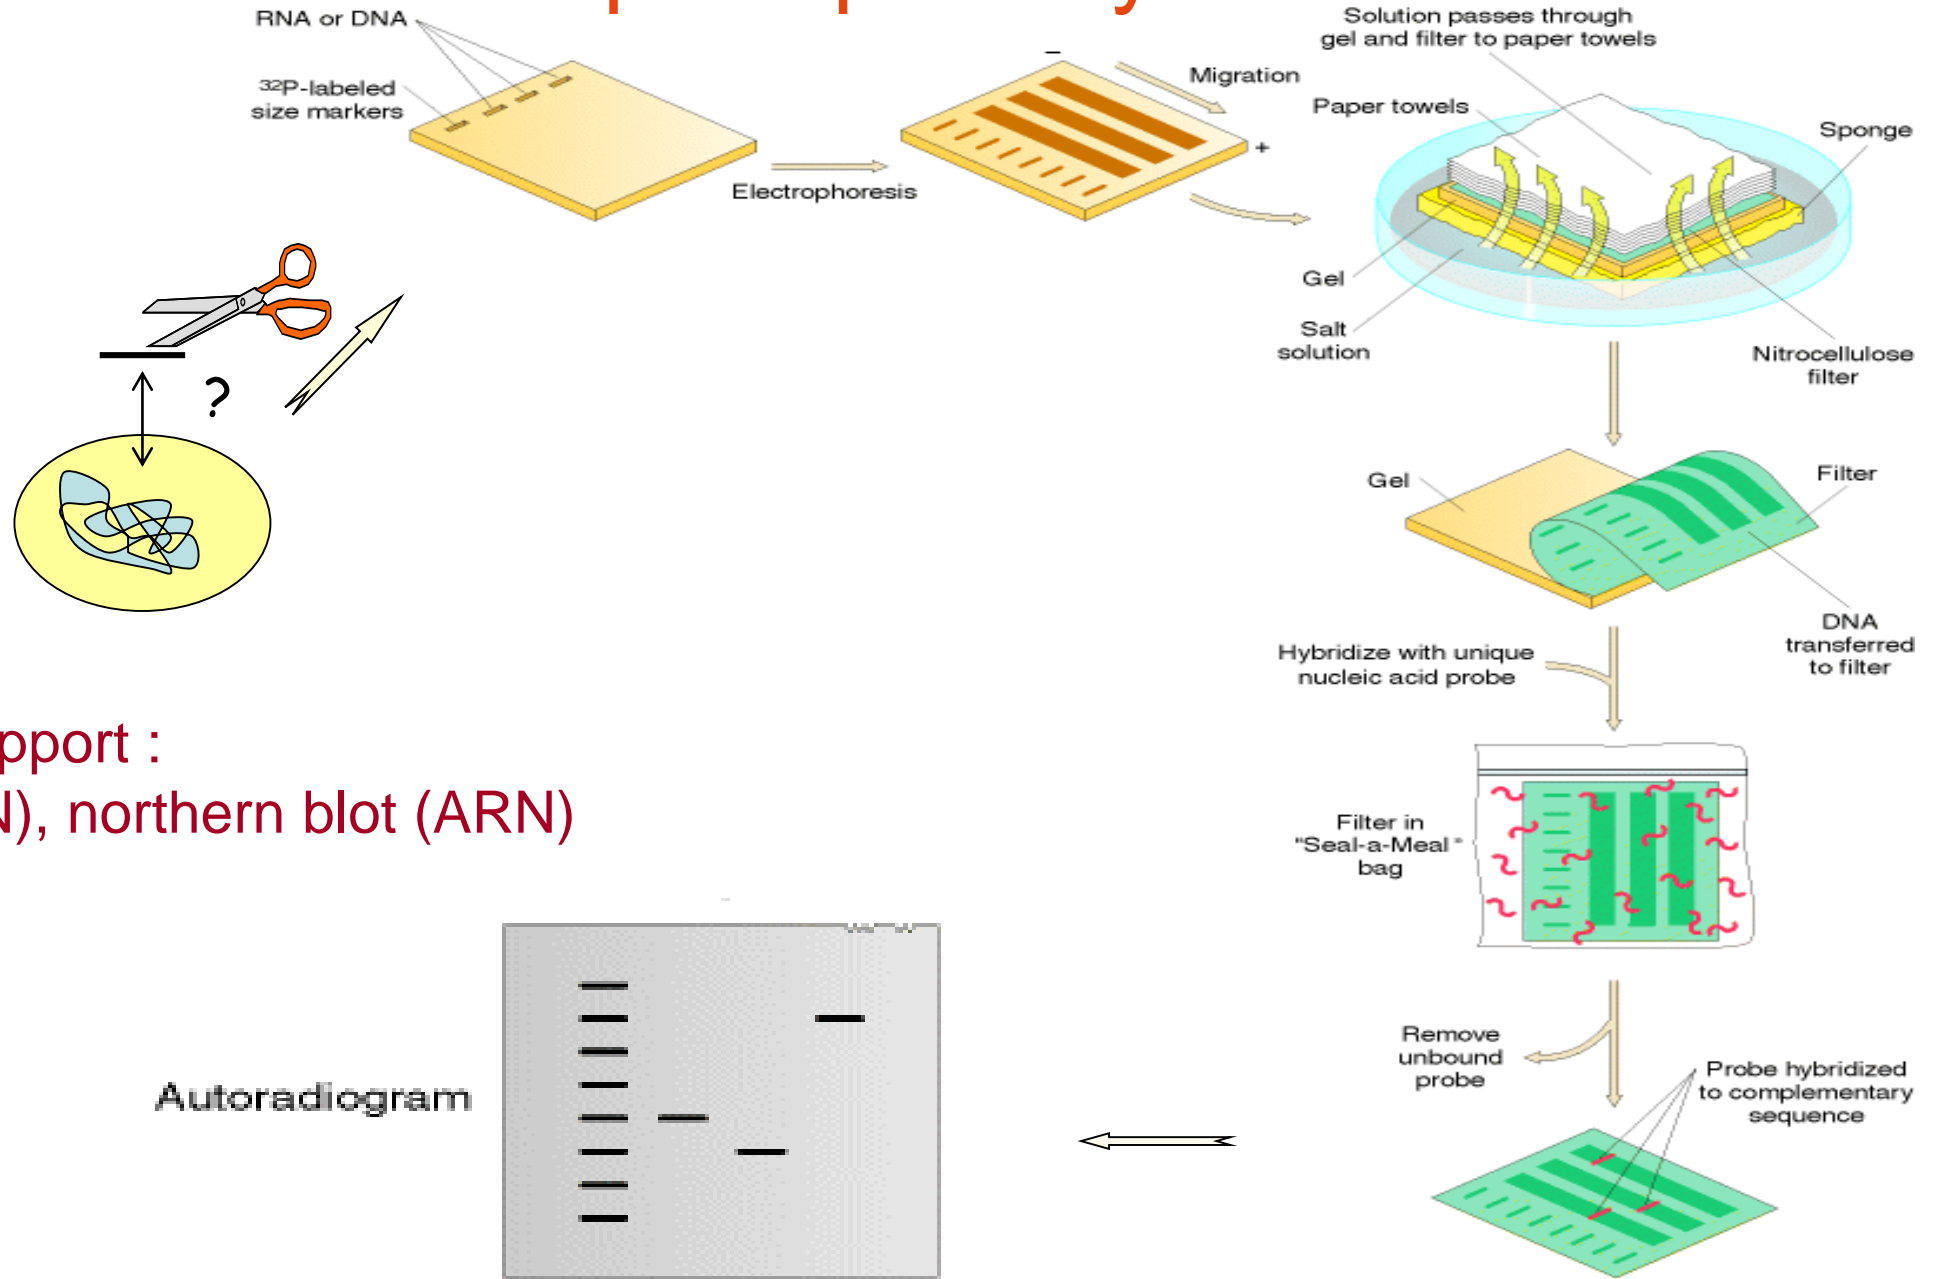 RNA or DNA
32P-labeled
size markers
Electrophoresis
−
Migration
+
Solution passes through
gel and filter to paper towels
Paper towels
Sponge
Gel
Salt
solution
Nitrocellulose
filter
?
Gel
Filter
DNA
transferred
to filter
Hybridize with unique
nucleic acid probe
pport :
N), northern blot (ARN)
Filter in
"Seal-a-Meal"
bag
Remove
unbound
probe
Probe hybridized
to complementary
sequence
Autoradiogram